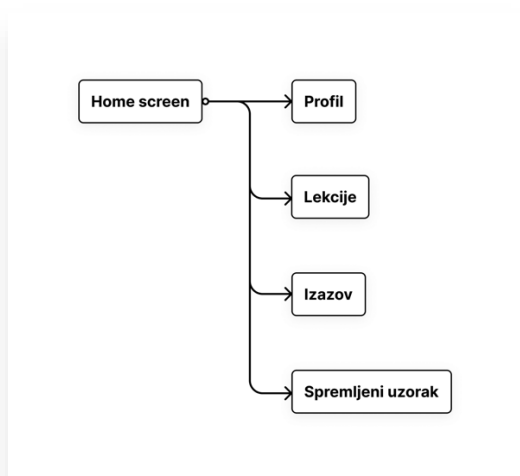 Home screen
Profil
Lekcije
Izazov
Spremljeni uzorak